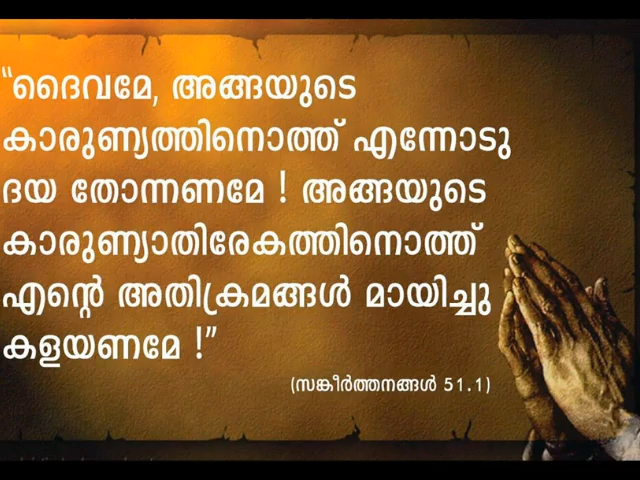 “ദൈവമേ, അങ്ങയുടെ
കാരുണ്യത്തിനൊത്ത് എന്നോടു
ദയ തോന്നണമേ ! അങ്ങയുടെ
കാരുണ്യാതിരേകത്തിനൊത്ത്
എന്റെ അതിക്രമങ്ങൾ മായിച്ചു
കളയണമേ !”
(സങ്കീർത്തനങ്ങൾ 51.1)